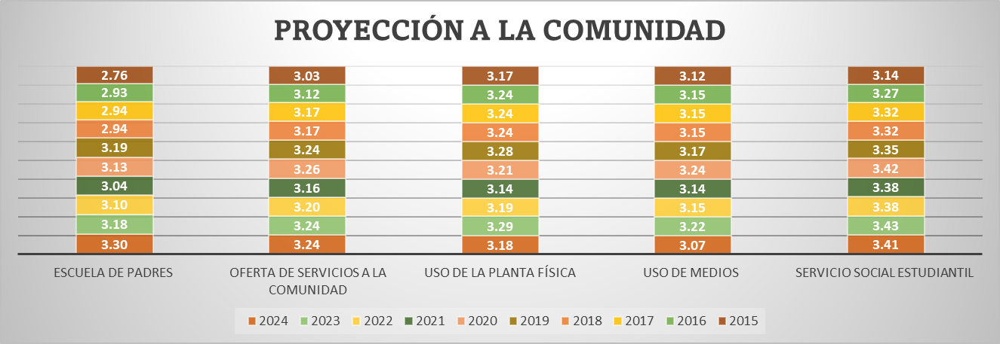 PROYECCIÓN A LA COMUNIDAD
2.76 3.03 3.17 3.12 3.14
2.93 3.12 3.24 3.15 3.27
2.94 3.17 3.24 3.15 3.32
2.94 3.17 3.24 3.15 3.32
3.19 3.24 3.28 3.17 3.35
3.13 3.26 3.21 3.24 3.42
3.04 3.16 3.14 3.14 3.38
3.10 3.20 3.19 3.15 3.38
3.18 3.24 3.29 3.22 3.43
3.30 3.24 3.18 3.07 3.41
ESCUELA DE PADRES OFERTA DE SERVICIOS A LA USO DE LA PLANTA FÍSICA USO DE MEDIOS SERVICIO SOCIAL ESTUDIANTIL
COMUNIDAD
2024 2023 2022 2021 2020 2019 2018 2017 2016 2015